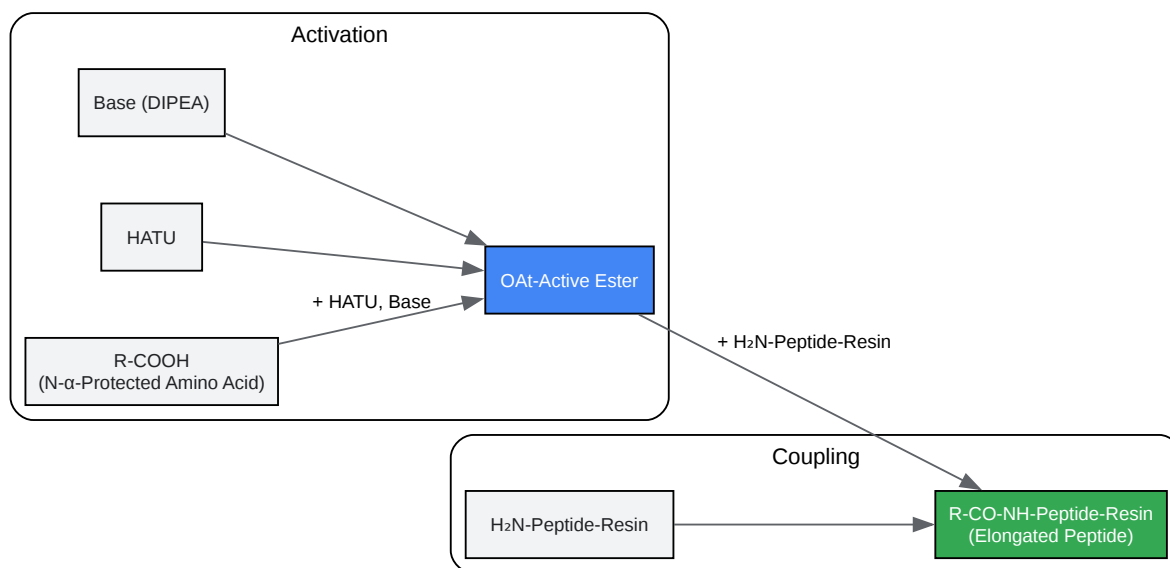 Activation
Base (DIPEA)
HATU
OAt-Active Ester
+ HATU, Base
R-COOH
(N-α-Protected Amino Acid)
+ H₂N-Peptide-Resin
Coupling
H₂N-Peptide-Resin
R-CO-NH-Peptide-Resin
(Elongated Peptide)